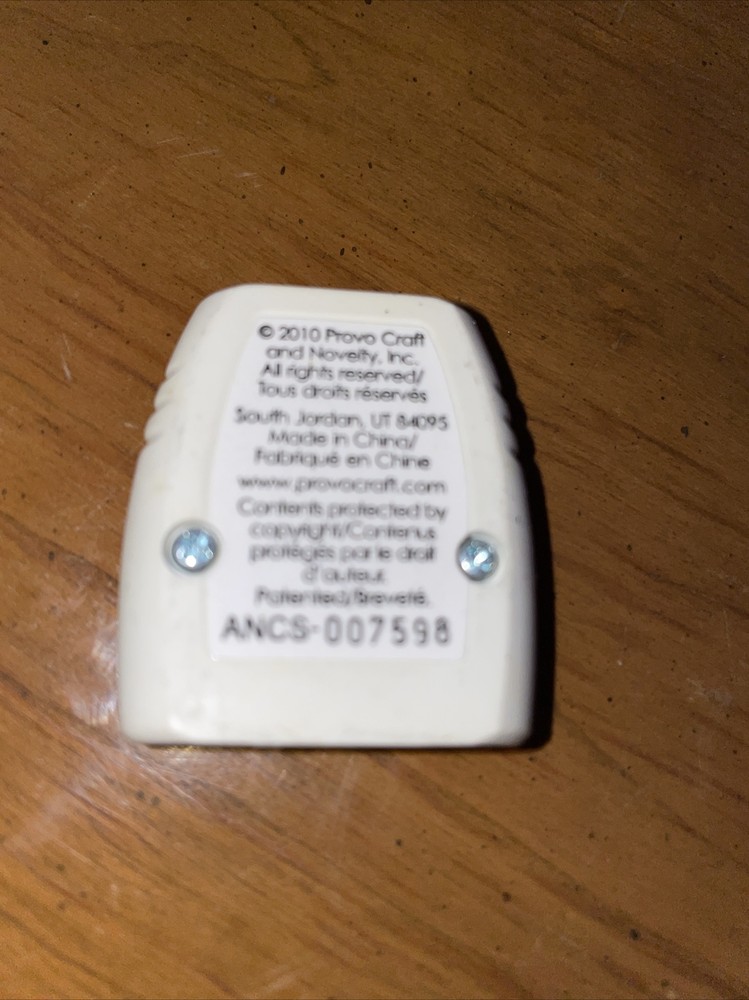 © 2010 Provo Craft
and Novelty, Inc.
All rights reserved/
Tous droits réservés
South Jordan, UT 84095
Made in China/
Fabriqué en Chine
www.provocraft.com
Contents protected by
copyright/Contenus
protégés par le droit
d'auteur.
Patented/Breveté.
ANCS-007598